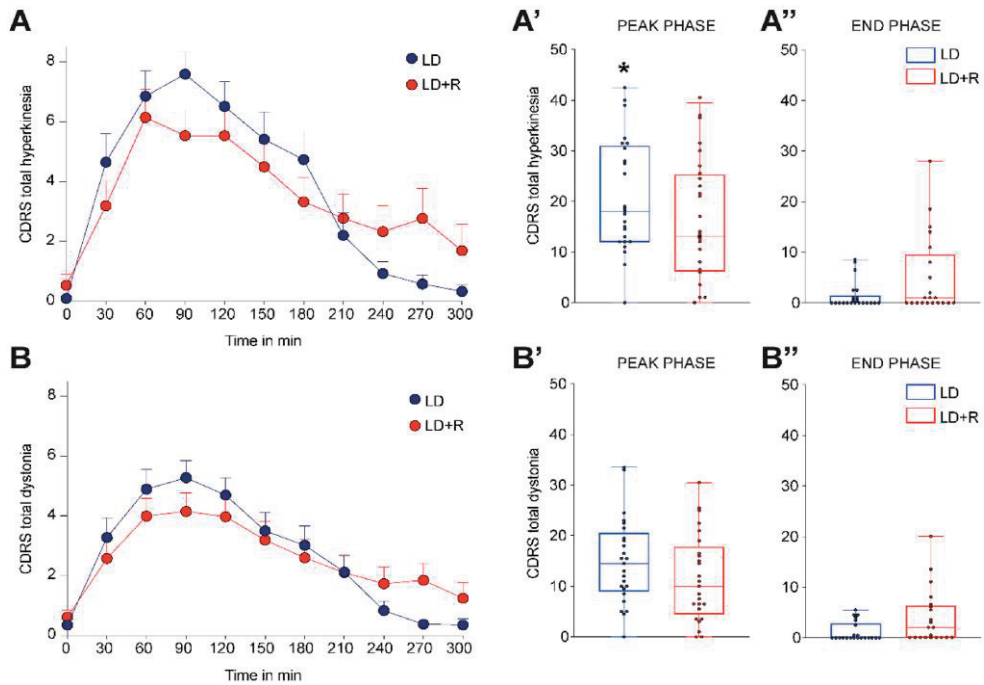 A
CDRS total hyperkinesia
8
6
4
2
0
LD
LD+R
0 30 60 90 120 150 180 210 240 270 300
Time in min
A'
PEAK PHASE
CDRS total hyperkinesia
50
40
30
20
10
0
*
A"
END PHASE
50
40
30
20
10
0
LD
LD+R
B
CDRS total dystonia
8
6
4
2
0
LD
LD+R
0 30 60 90 120 150 180 210 240 270 300
Time in min
B'
PEAK PHASE
CDRS total dystonia
50
40
30
20
10
0
B"
END PHASE
50
40
30
20
10
0
LD
LD+R